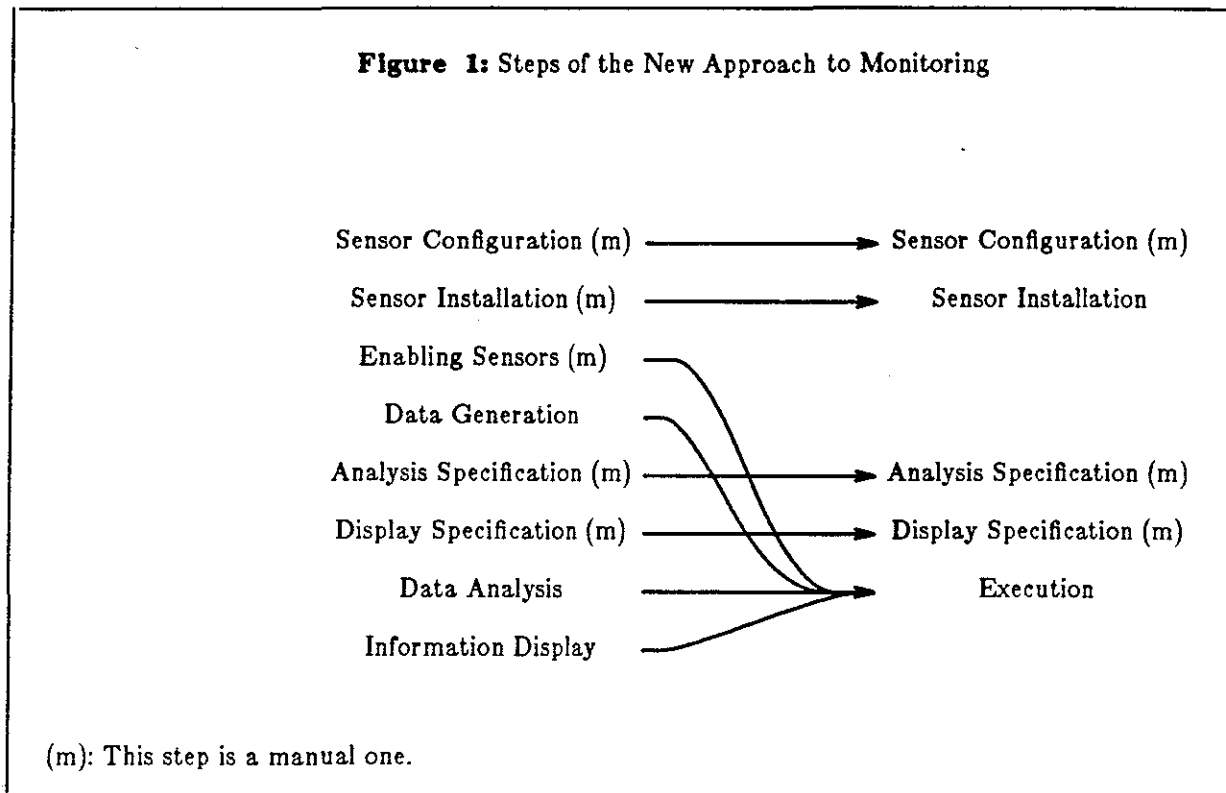 Figure 1: Steps of the New Approach to Monitoring
Sensor Configuration (m) Sensor Configuration (m)
Sensor Installation (m) Sensor Installation
Enabling Sensors (m)
Data Generation
Analysis Specification (m) Analysis Specification (m)
Display Specification (m) Display Specification (m)
Data Analysis Execution
Information Display
(m): This step is a manual one.